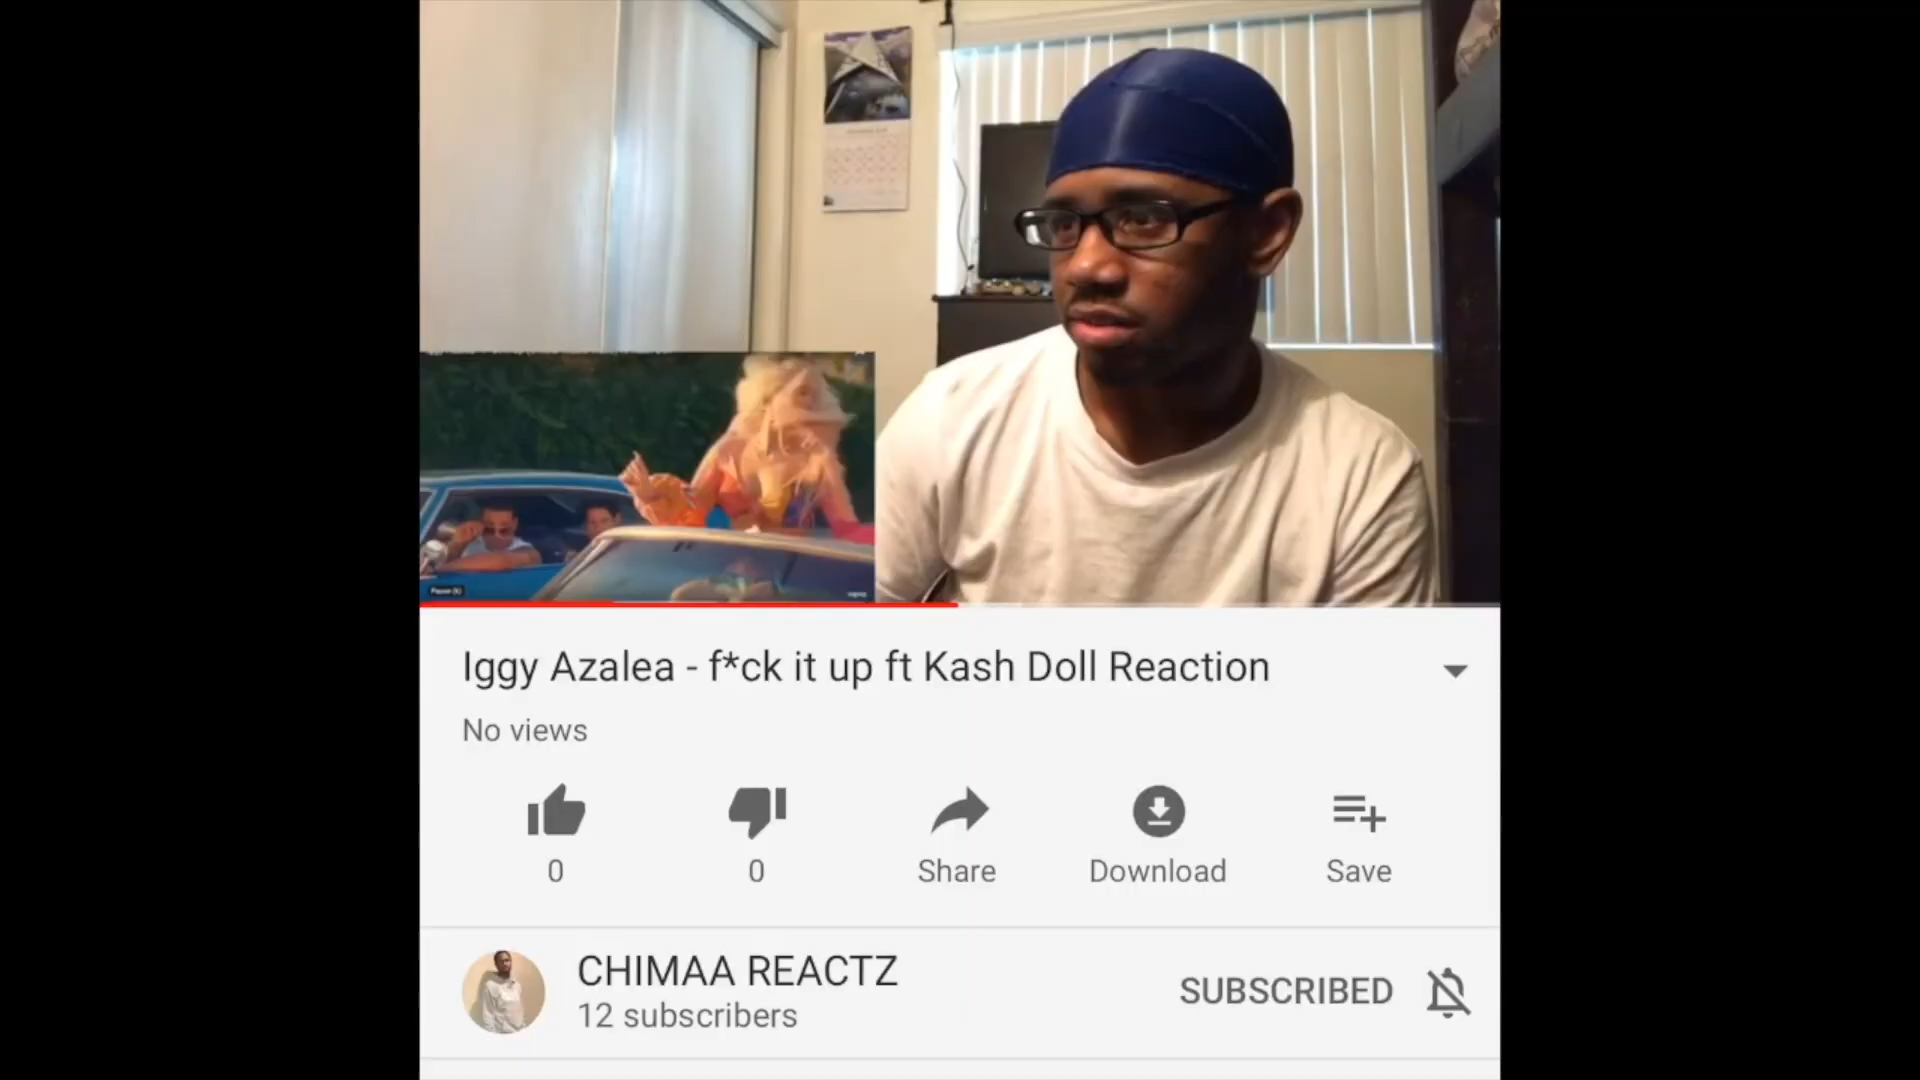 Pause (k)
Iggy Azalea - f*ck it up ft Kash Doll Reaction
No views
0
0
Share
Download
Save
CHIMAA REACTZ
12 subscribers
SUBSCRIBED